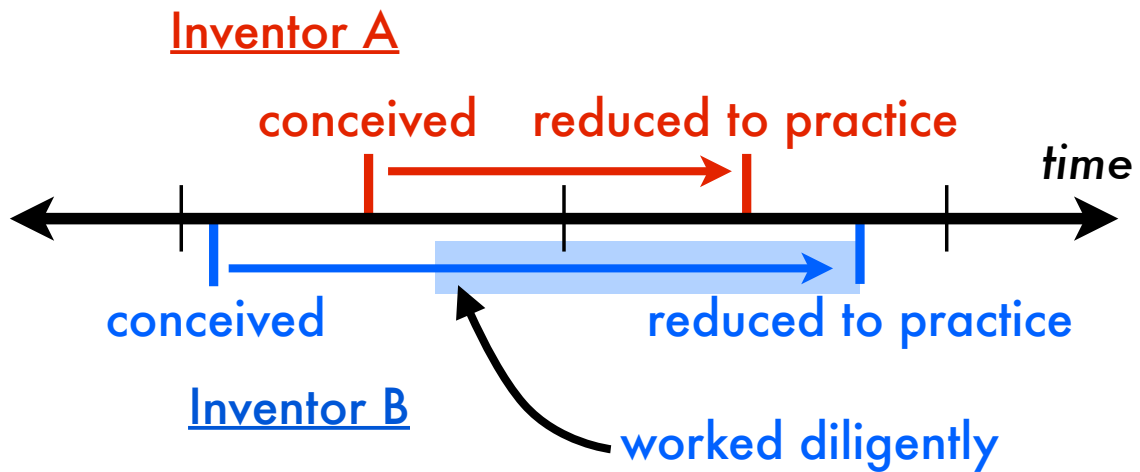 Inventor A
conceived
reduced to practice
time
conceived
reduced to practice
Inventor B
worked diligently